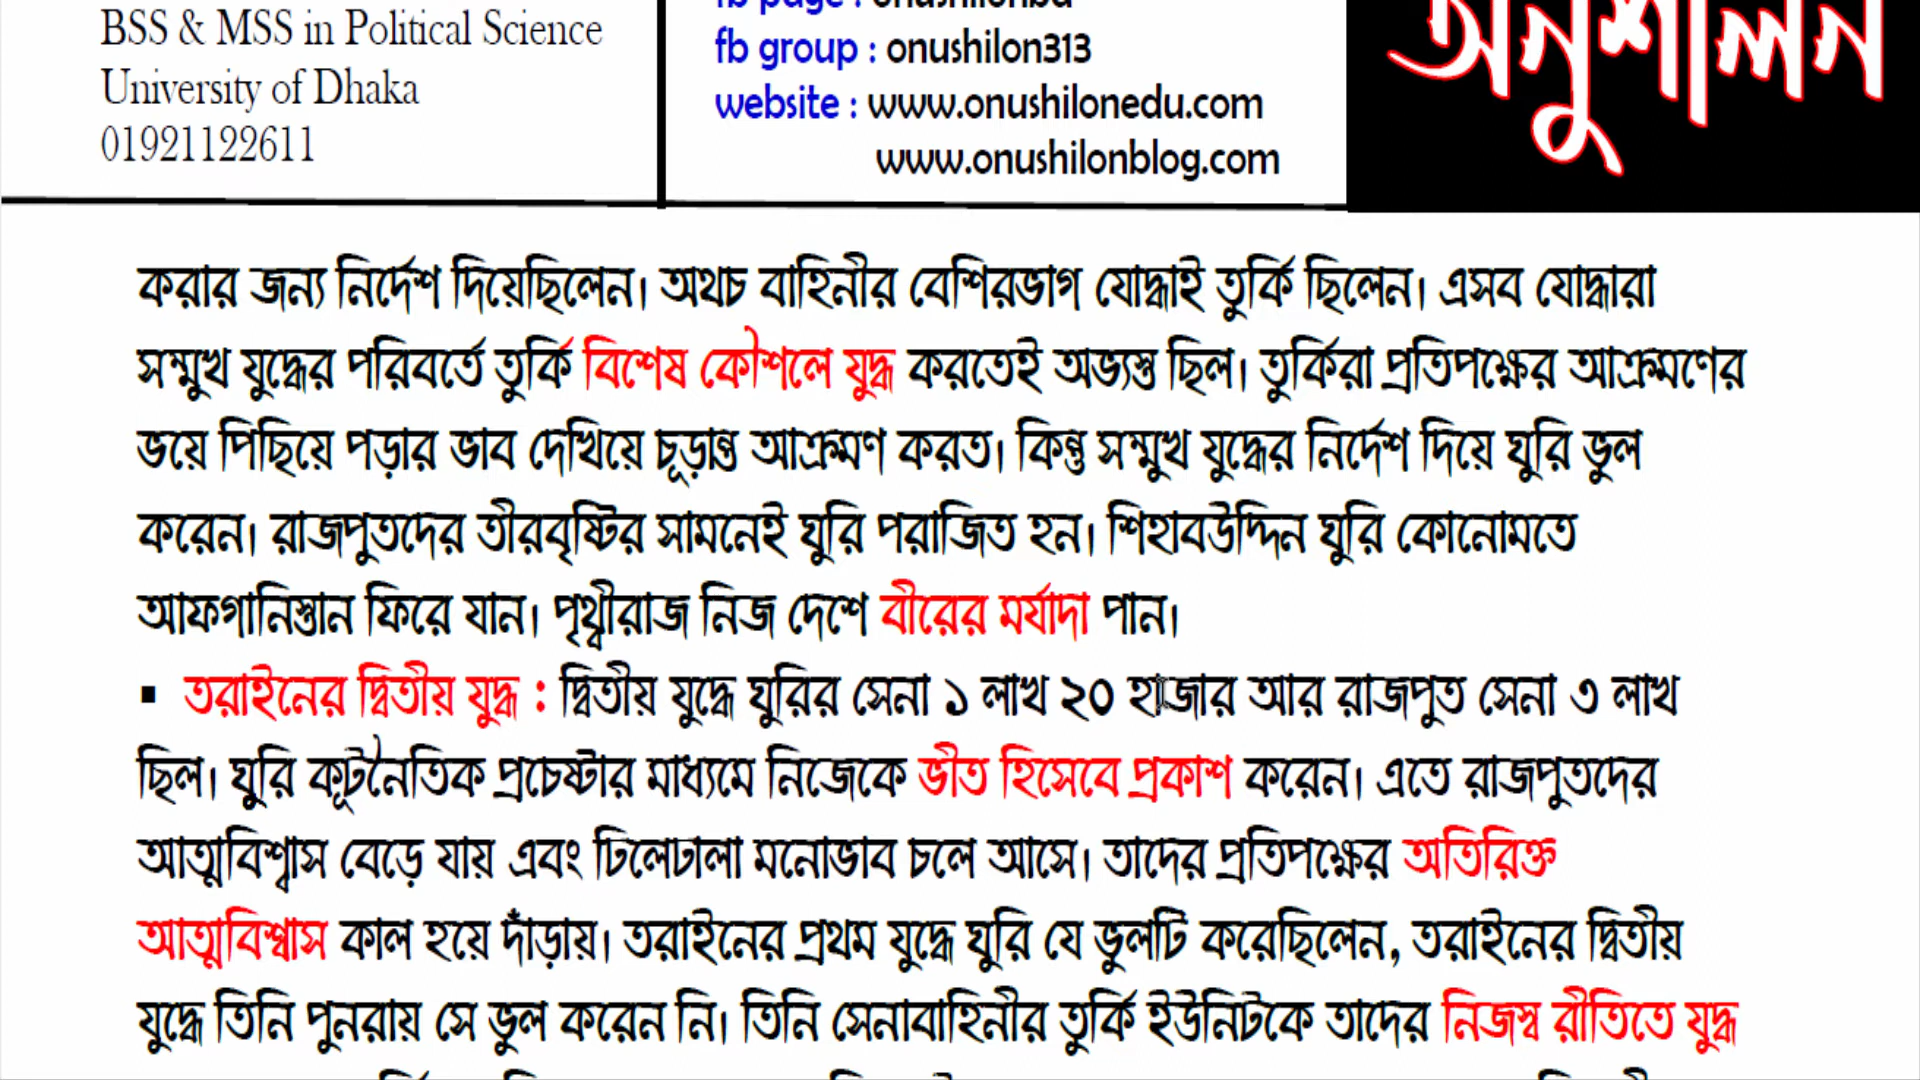 BSS & MSS in Political Science
University of Dhaka
01921122611
fb page : onushilonbd
fb group : onushilon313
website : www.onushilonedu.com
www.onushilonblog.com
অনুশীলন
করার জন্য নির্দেশ দিয়েছিলেন। অথচ বাহিনীর বেশিরভাগ যোদ্ধাই তুর্কি ছিলেন। এসব যোদ্ধারা
সম্মুখ যুদ্ধের পরিবর্তে তুর্কি বিশেষ কৌশলে যুদ্ধ করতেই অভ্যস্ত ছিল। তুর্কিরা প্রতিপক্ষের আক্রমণের
ভয়ে পিছিয়ে পড়ার ভাব দেখিয়ে চূড়ান্ত আক্রমণ করত। কিন্তু সম্মুখ যুদ্ধের নির্দেশ দিয়ে ঘুরি ভুল
করেন। রাজপুতদের তীরবৃষ্টির সামনেই ঘুরি পরাজিত হন। শিহাবউদ্দিন ঘুরি কোনোমতে
আফগানিস্তান ফিরে যান। পৃথ্বীরাজ নিজ দেশে বীরের মর্যাদা পান।
▪ তরাইনের দ্বিতীয় যুদ্ধ : দ্বিতীয় যুদ্ধে ঘুরির সেনা ১ লাখ ২০ হাজার আর রাজপুত সেনা ৩ লাখ
ছিল। ঘুরি কূটনৈতিক প্রচেষ্টার মাধ্যমে নিজেকে ভীত হিসেবে প্রকাশ করেন। এতে রাজপুতদের
আত্মবিশ্বাস বেড়ে যায় এবং ঢিলেঢালা মনোভাব চলে আসে। তাদের প্রতিপক্ষের অতিরিক্ত
আত্মবিশ্বাস কাল হয়ে দাঁড়ায়। তরাইনের প্রথম যুদ্ধে ঘুরি যে ভুলটি করেছিলেন, তরাইনের দ্বিতীয়
যুদ্ধে তিনি পুনরায় সে ভুল করেন নি। তিনি সেনাবাহিনীর তুর্কি ইউনিটকে তাদের নিজস্ব রীতিতে যুদ্ধ